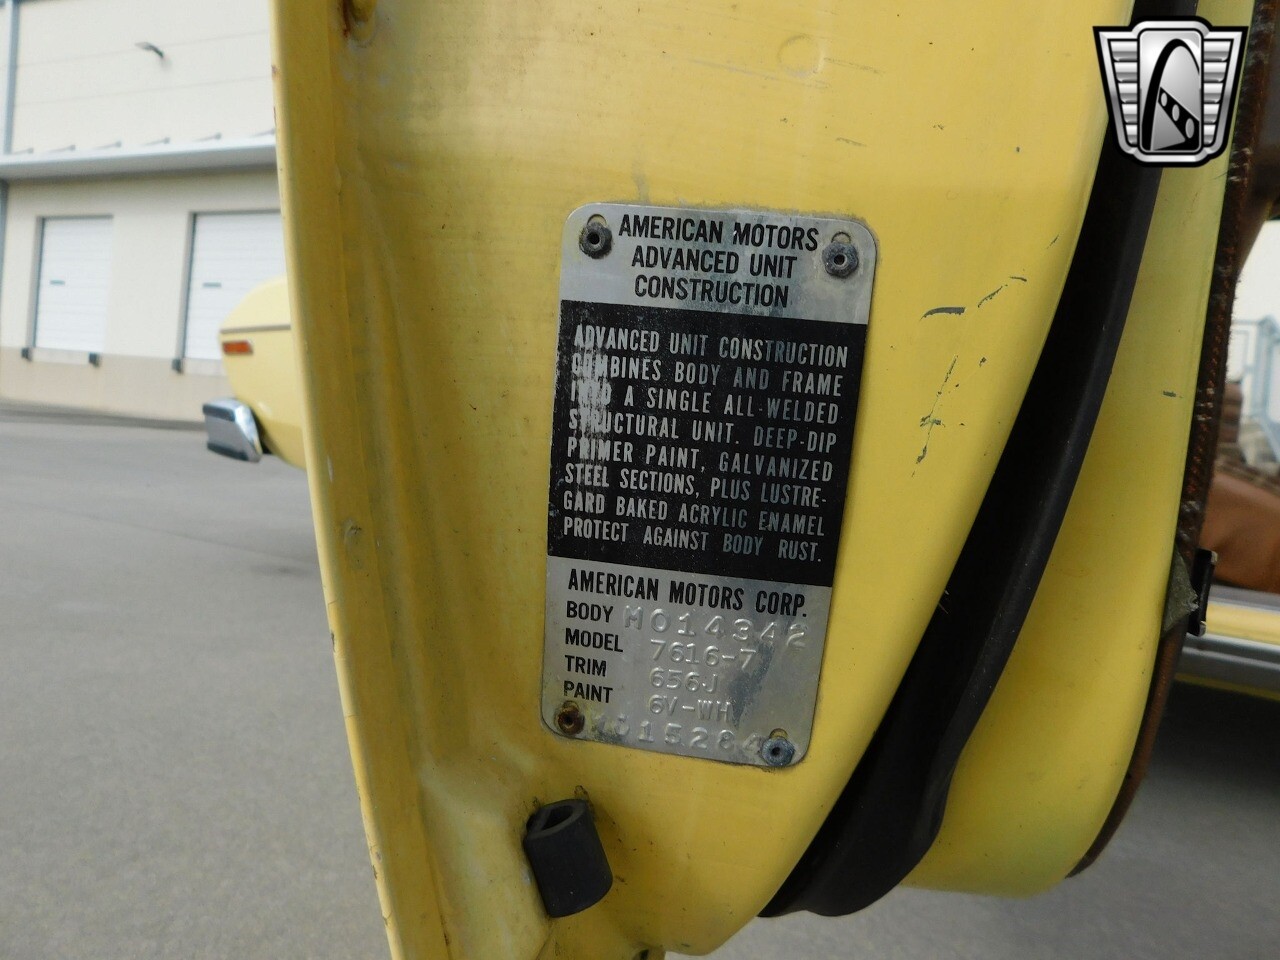 AMERICAN MOTORS
ADVANCED UNIT
CONSTRUCTION
ADVANCED UNIT CONSTRUCTION
COMBINES BODY AND FRAME
INTO A SINGLE ALL-WELDED
STRUCTURAL UNIT. DEEP-DIP
PRIMER PAINT, GALVANIZED
STEEL SECTIONS, PLUS LUSTRE-
GARD BAKED ACRYLIC ENAMEL
PROTECT AGAINST BODY RUST.
AMERICAN MOTORS CORP.
BODY M014342
MODEL 7616-7
TRIM 656J
PAINT 6V-WH